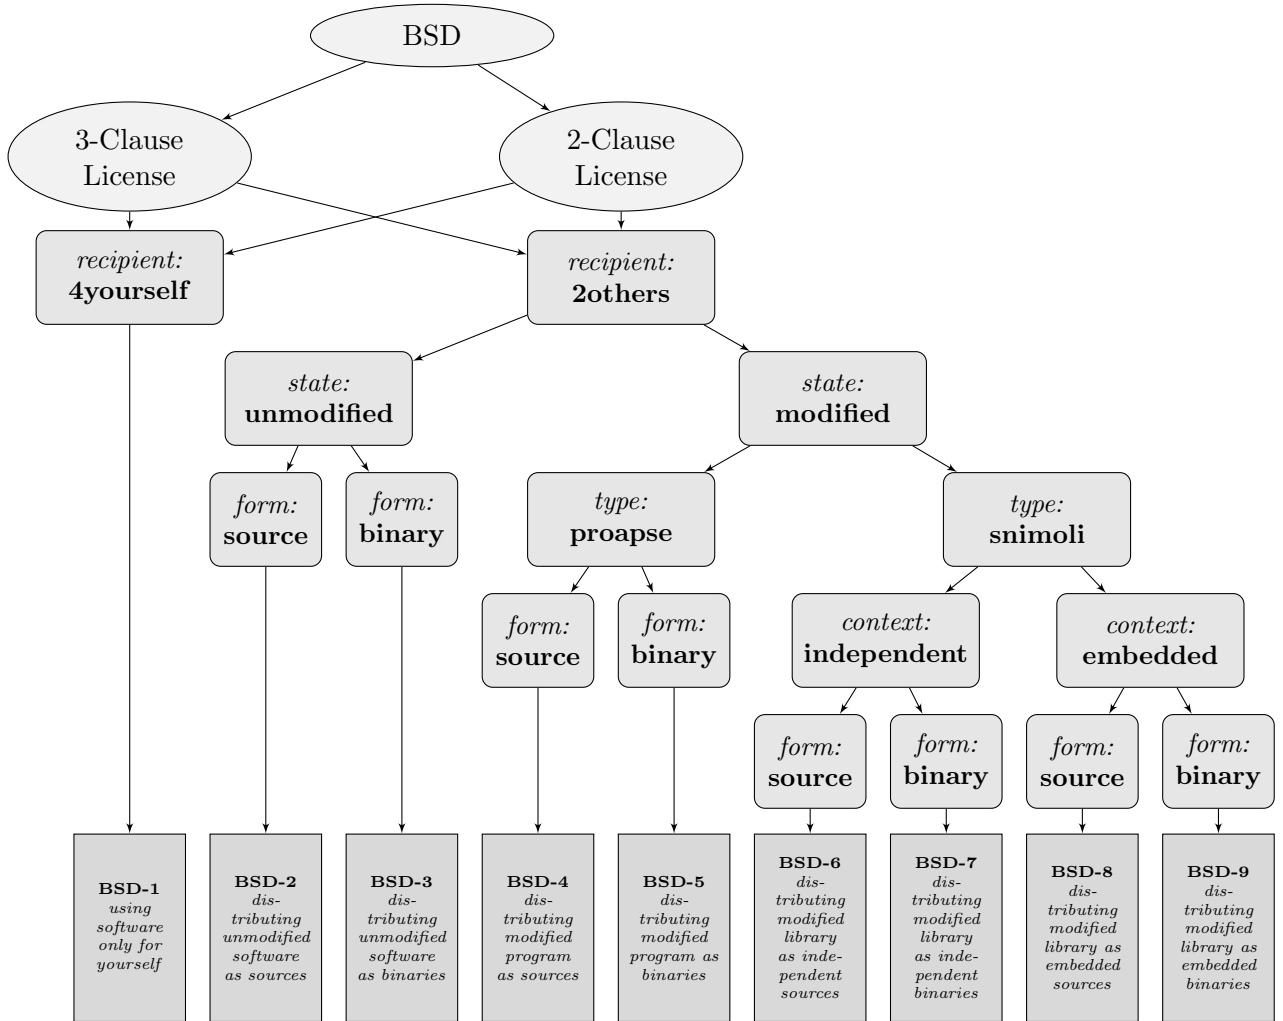 BSD
3-Clause
License
2-Clause
License
recipient:
4yourself
recipient:
2others
state:
unmodified
state:
modified
form:
source
form:
binary
type:
proapse
type:
snimoli
form:
source
form:
binary
context:
independent
context:
embedded
form:
source
form:
binary
form:
source
form:
binary
BSD-1
using
software
only for
yourself
BSD-2
dis-
tributing
unmodified
software
as sources
BSD-3
dis-
tributing
unmodified
software
as binaries
BSD-4
dis-
tributing
modified
program
as sources
BSD-5
dis-
tributing
modified
program as
binaries
BSD-6
dis-
tributing
modified
library
as inde-
pendent
sources
BSD-7
dis-
tributing
modified
library
as inde-
pendent
binaries
BSD-8
dis-
tributing
modified
library as
embedded
sources
BSD-9
dis-
tributing
modified
library as
embedded
binaries